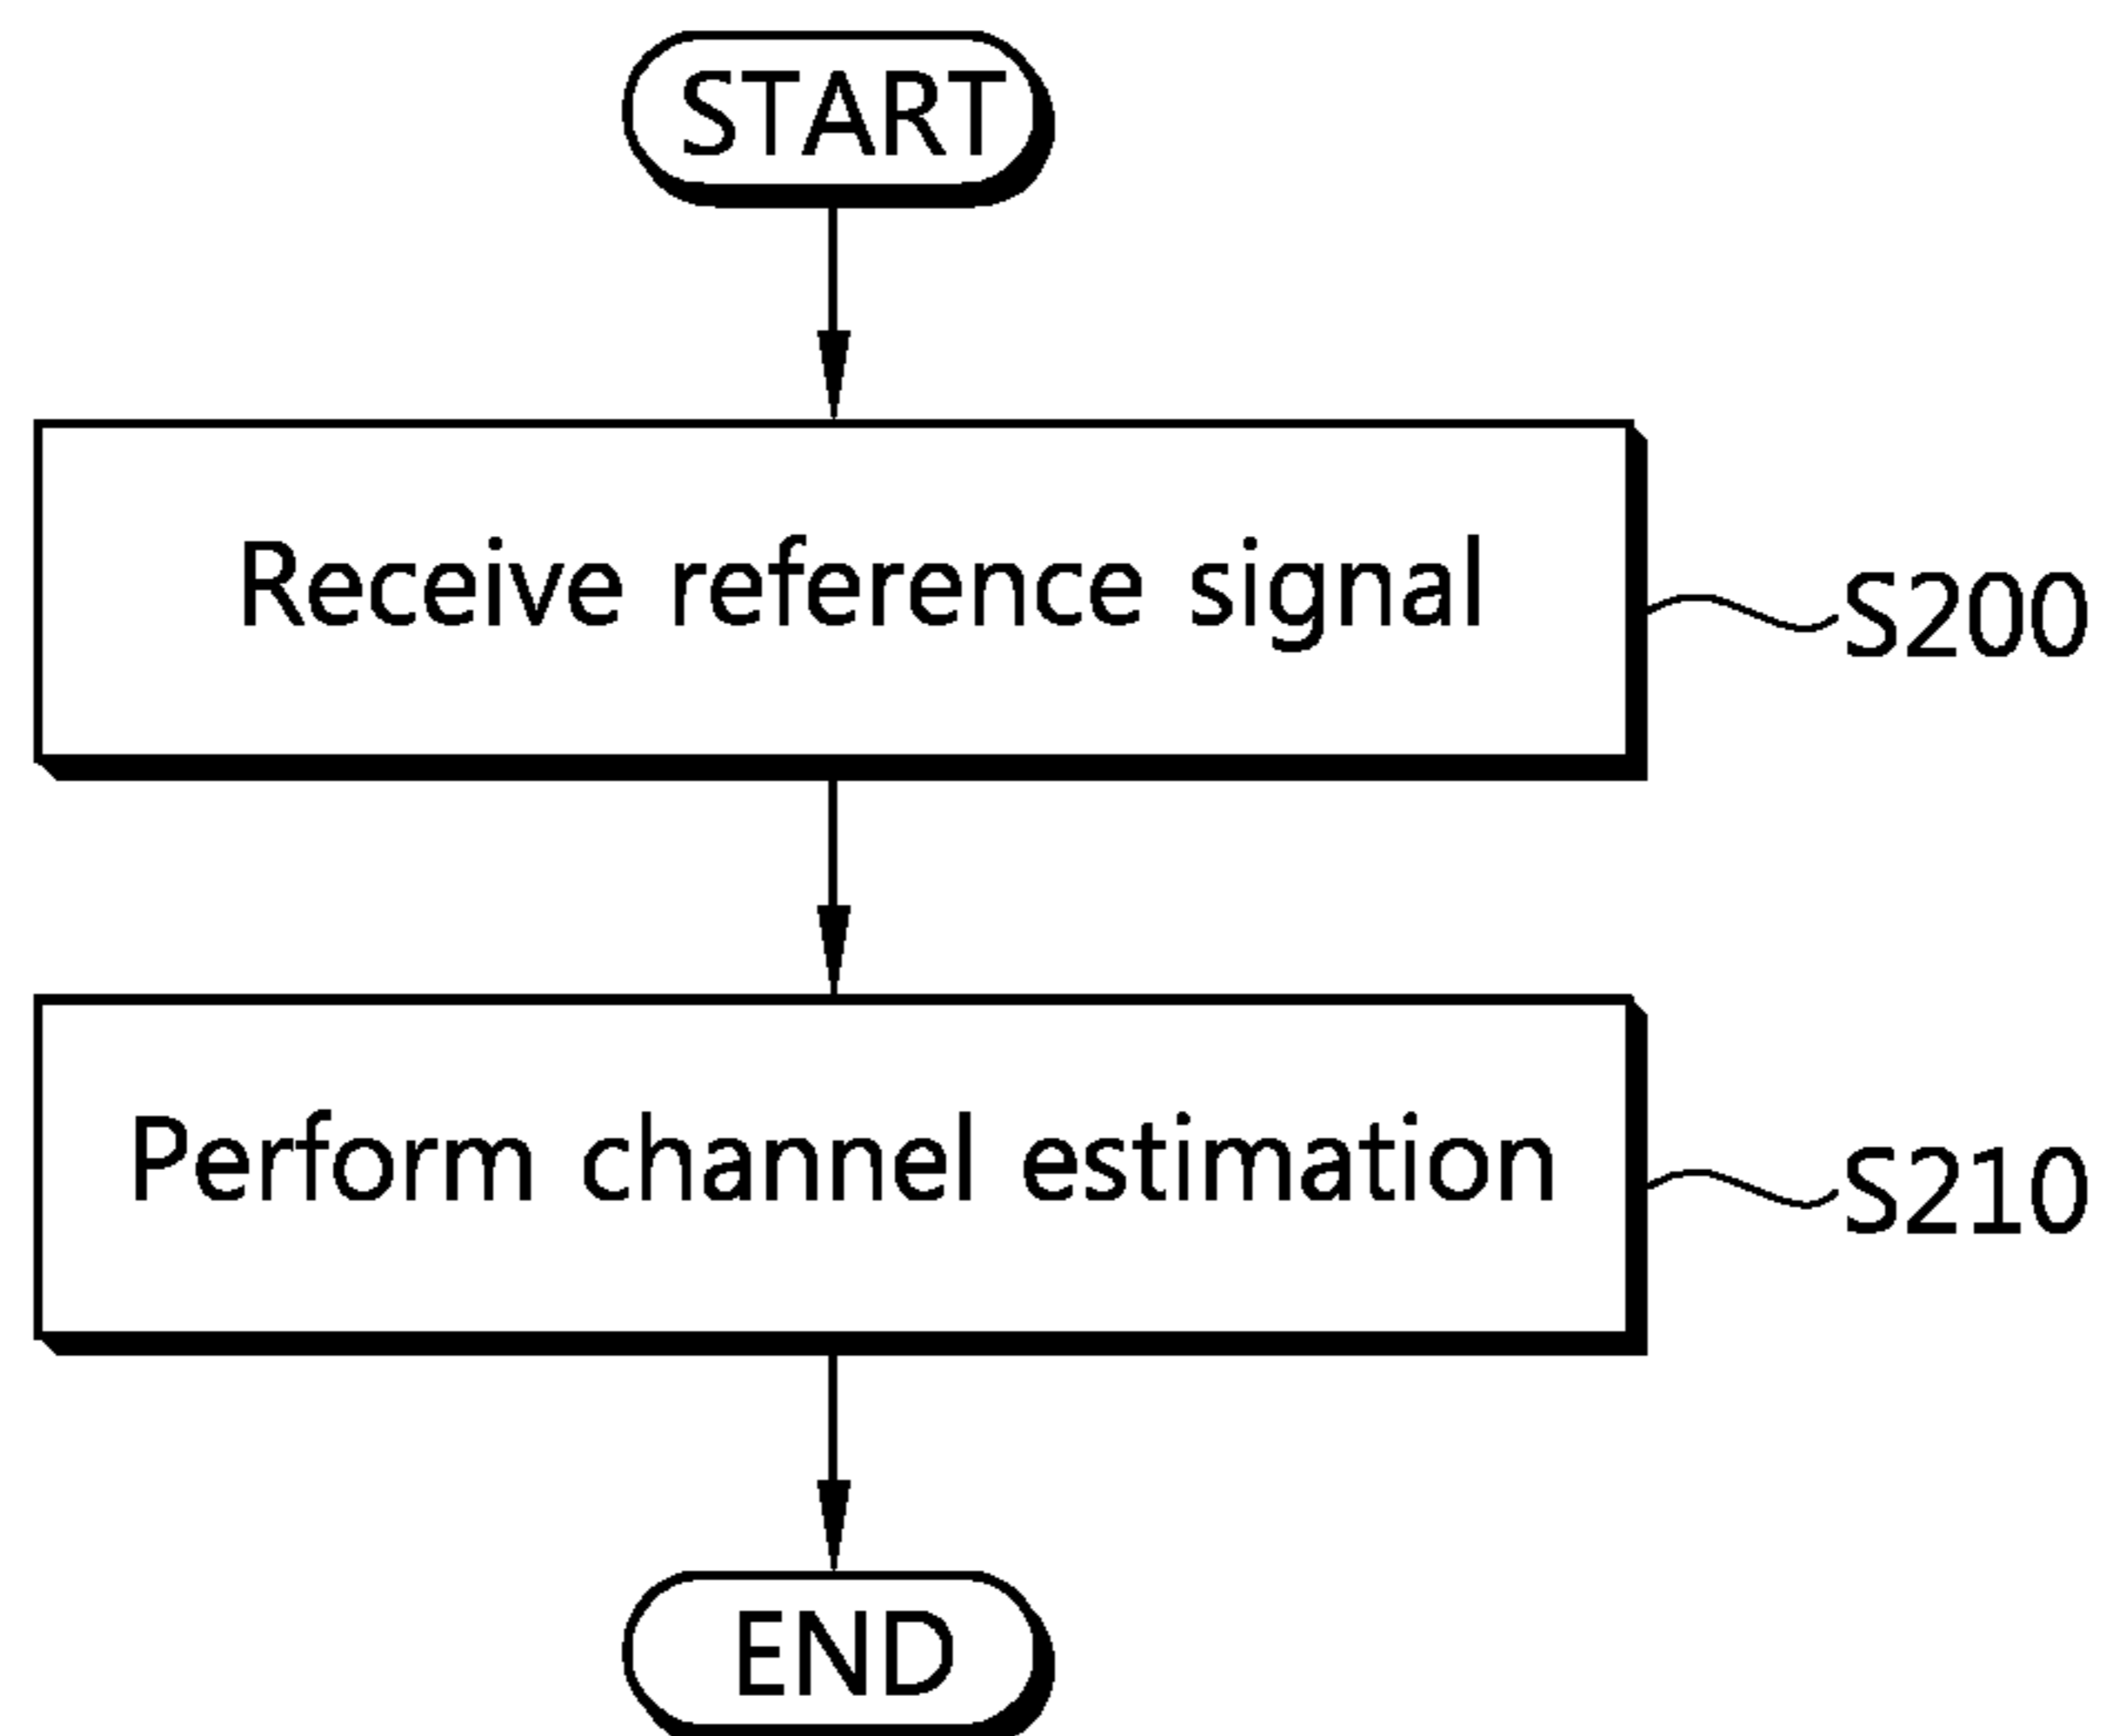 START
Receive reference signal
S200
Perform channel estimation
S210
END